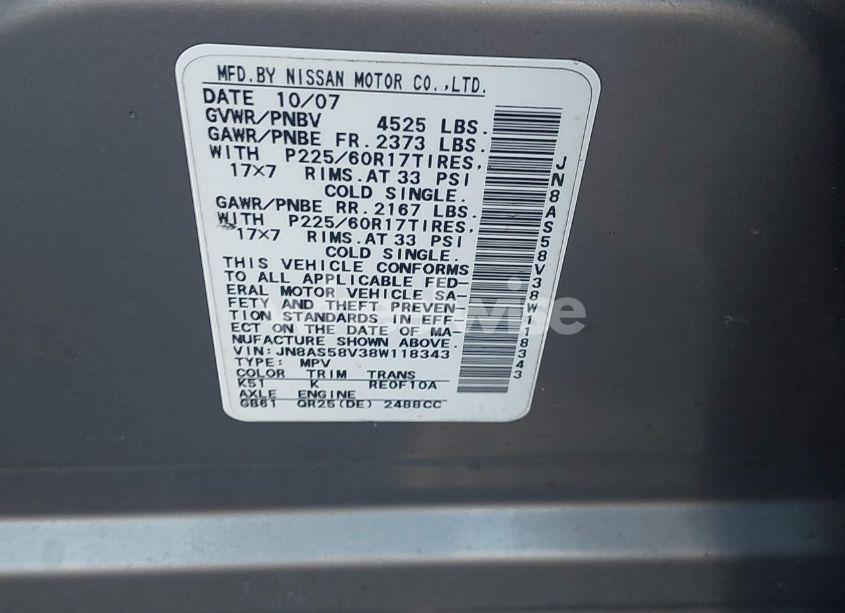 MFD.BY NISSAN MOTOR CO.,LTD.
DATE 10/07
GVWR/PNBV 4525 LBS.
GAWR/PNBE FR. 2373 LBS.
WITH P225/60R17TIRES,
17×7 RIMS.AT 33 PSI
COLD SINGLE.
GAWR/PNBE RR. 2167 LBS.
WITH P225/60R17TIRES,
17×7 RIMS.AT 33 PSI
COLD SINGLE.
THIS VEHICLE CONFORMS
TO ALL APPLICABLE FED-
ERAL MOTOR VEHICLE SA-
FETY AND THEFT PREVEN-
TION STANDARDS IN EFF-
ECT ON THE DATE OF MA-
NUFACTURE SHOWN ABOVE.
VIN: JN8AS58V38W118343
TYPE: MPV
COLOR TRIM TRANS
K51 K RE0F10A
AXLE ENGINE
GB61 QR25(DE) 2488CC
JN8AS58V38W118343